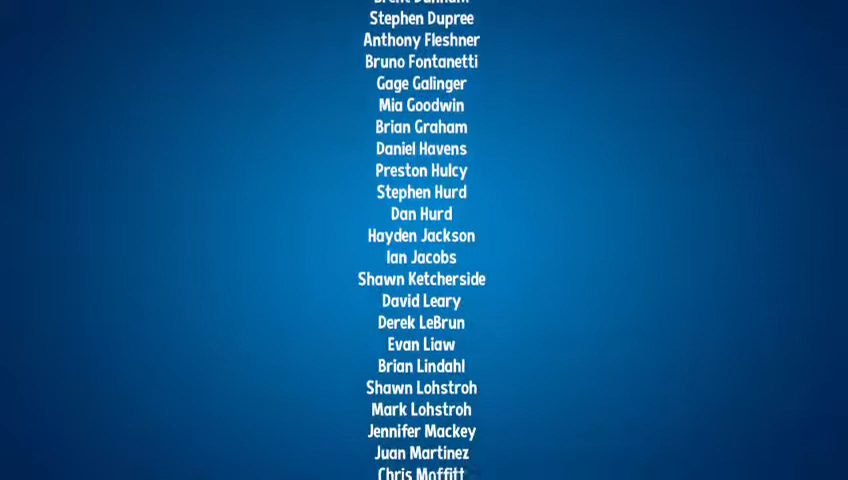 Brent Dunham
Stephen Dupree
Anthony Fleshner
Bruno Fontanetti
Gage Galinger
Mia Goodwin
Brian Graham
Daniel Havens
Preston Hulcy
Stephen Hurd
Dan Hurd
Hayden Jackson
Ian Jacobs
Shawn Ketcherside
David Leary
Derek LeBrun
Evan Liaw
Brian Lindahl
Shawn Lohstroh
Mark Lohstroh
Jennifer Mackey
Juan Martinez
Chris Moffitt